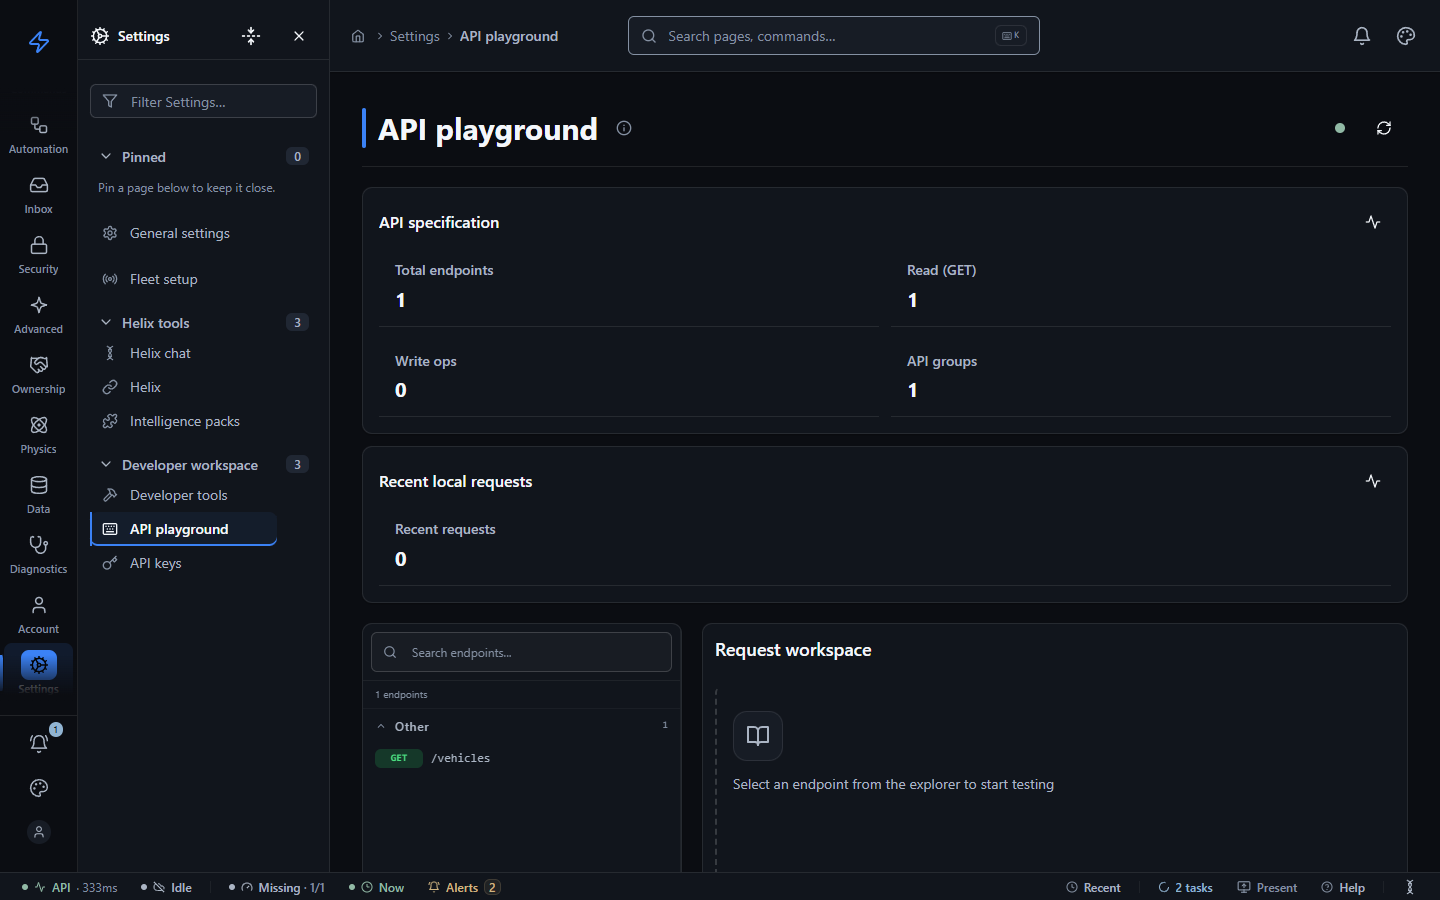 Settings
Settings
API playground
Search pages, commands...
K
Automation
Inbox
Security
Advanced
Ownership
Physics
Data
Diagnostics
Account
Settings
1
Filter Settings...
Pinned
0
Pin a page below to keep it close.
General settings
Fleet setup
Helix tools
3
Helix chat
Helix
Intelligence packs
Developer workspace
3
Developer tools
API playground
API keys
API playground
API specification
Total endpoints
1
Read (GET)
1
Write ops
0
API groups
1
Recent local requests
Recent requests
0
Search endpoints...
1 endpoints
Other
1
GET /vehicles
Request workspace
Select an endpoint from the explorer to start testing
API · 333ms
Idle
Missing · 1/1
Now
Alerts 2
Recent
2 tasks
Present
Help